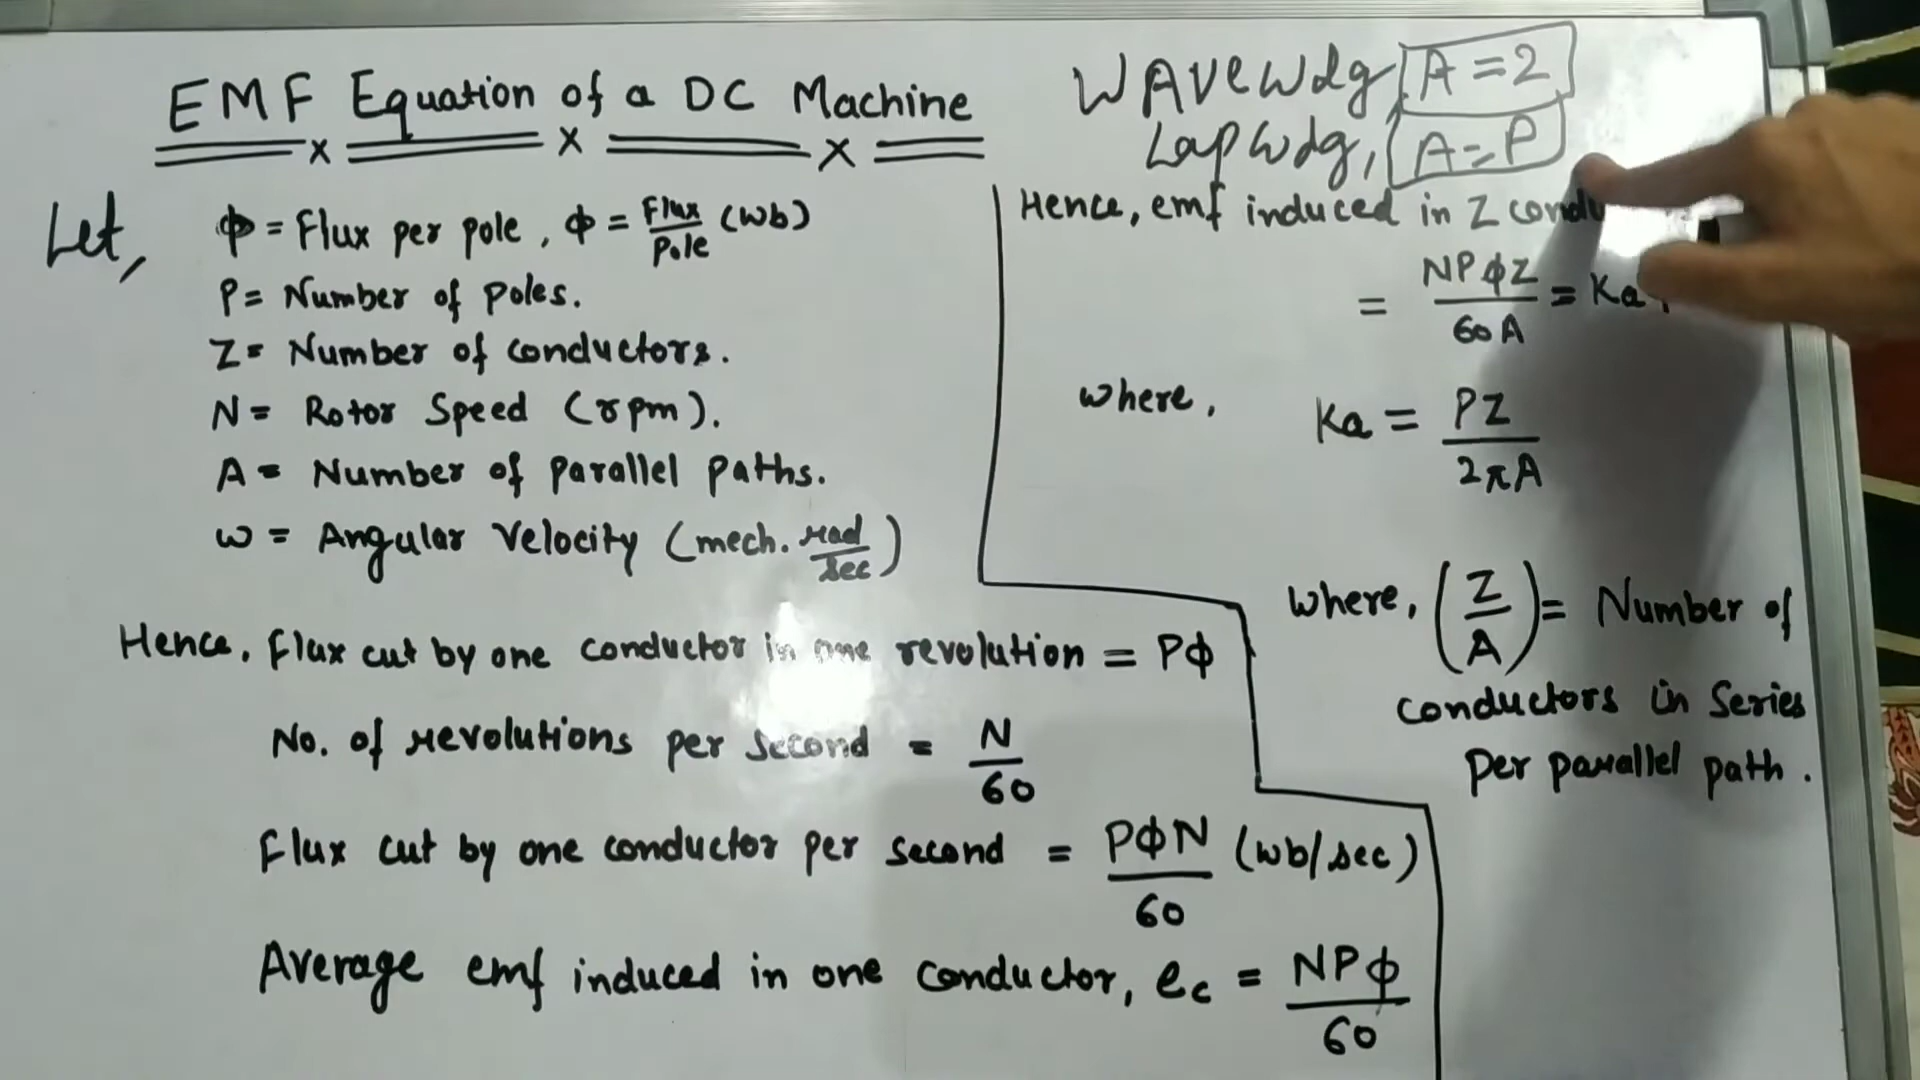 EMF Equation of a DC Machine
Let,
ϕ = Flux per pole, ϕ = Flux/Pole (wb)
P = Number of poles.
Z = Number of conductors.
N = Rotor Speed (rpm).
A = Number of parallel paths.
ω = Angular Velocity (mech. rad/sec)
Hence, flux cut by one conductor in one revolution = Pϕ
No. of revolutions per second = N/60
Flux cut by one conductor per second = PϕN/60 (wb/sec)
Average emf induced in one conductor, ec = NPϕ/60
WAVE Wdg, A = 2
Lap Wdg, A = P
Hence, emf induced in Z
= NPϕZ/60A = Ka
where, Ka = PZ/2πA
where, (Z/A) = Number of
conductors in series
per parallel path.